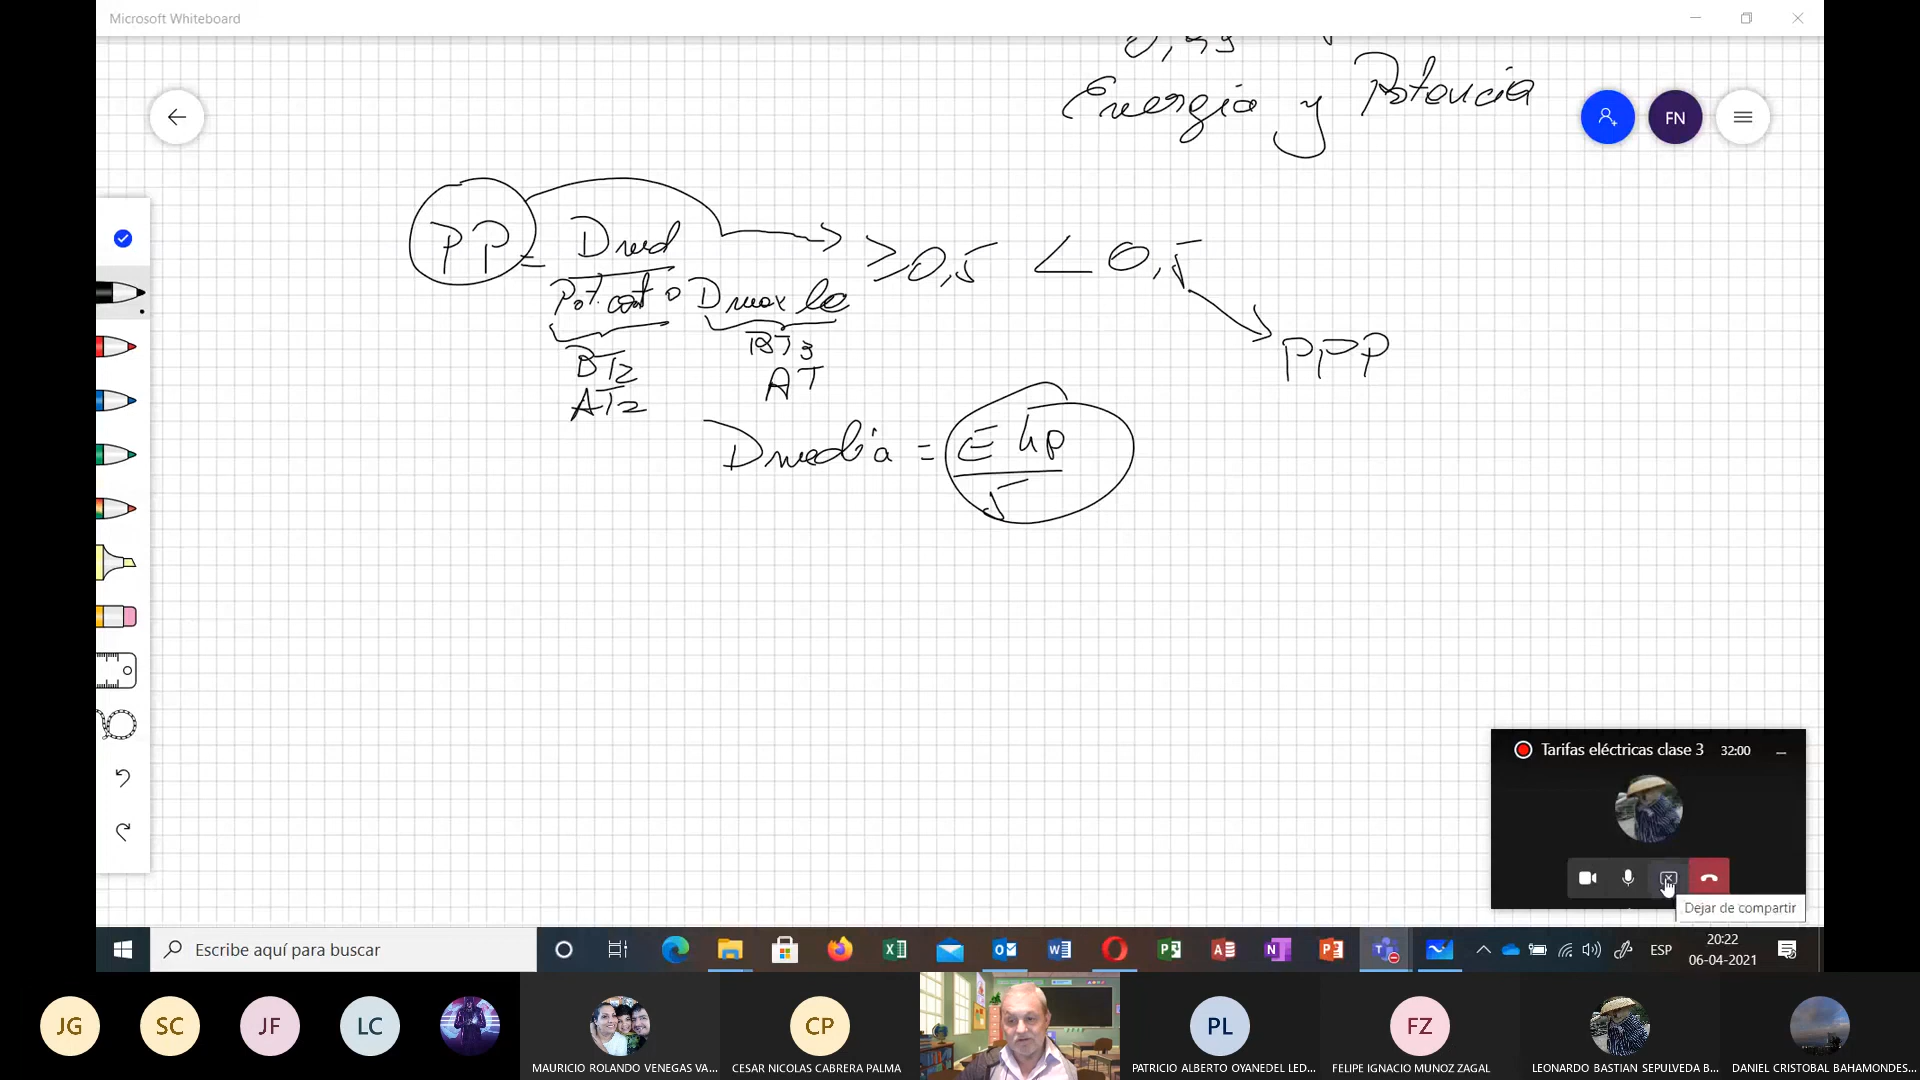 Microsoft Whiteboard
Energia y Potencia
FN
PP = Dmed
≥0,5 < 0,5
Pot. cont o Dmax le
BT2
BT3
AT2
AT
PPP
Dmedia = E hp
5
Tarifas eléctricas clase 3 32:00
Dejar de compartir
Escribe aquí para buscar
ESP
20:22
06-04-2021
JG
SC
JF
LC
CP
PL
FZ
MAURICIO ROLANDO VENEGAS VA...
CESAR NICOLAS CABRERA PALMA
PATRICIO ALBERTO OYANEDEL LED...
FELIPE IGNACIO MUNOZ ZAGAL
LEONARDO BASTIAN SEPULVEDA B...
DANIEL CRISTOBAL BAHAMONDES...